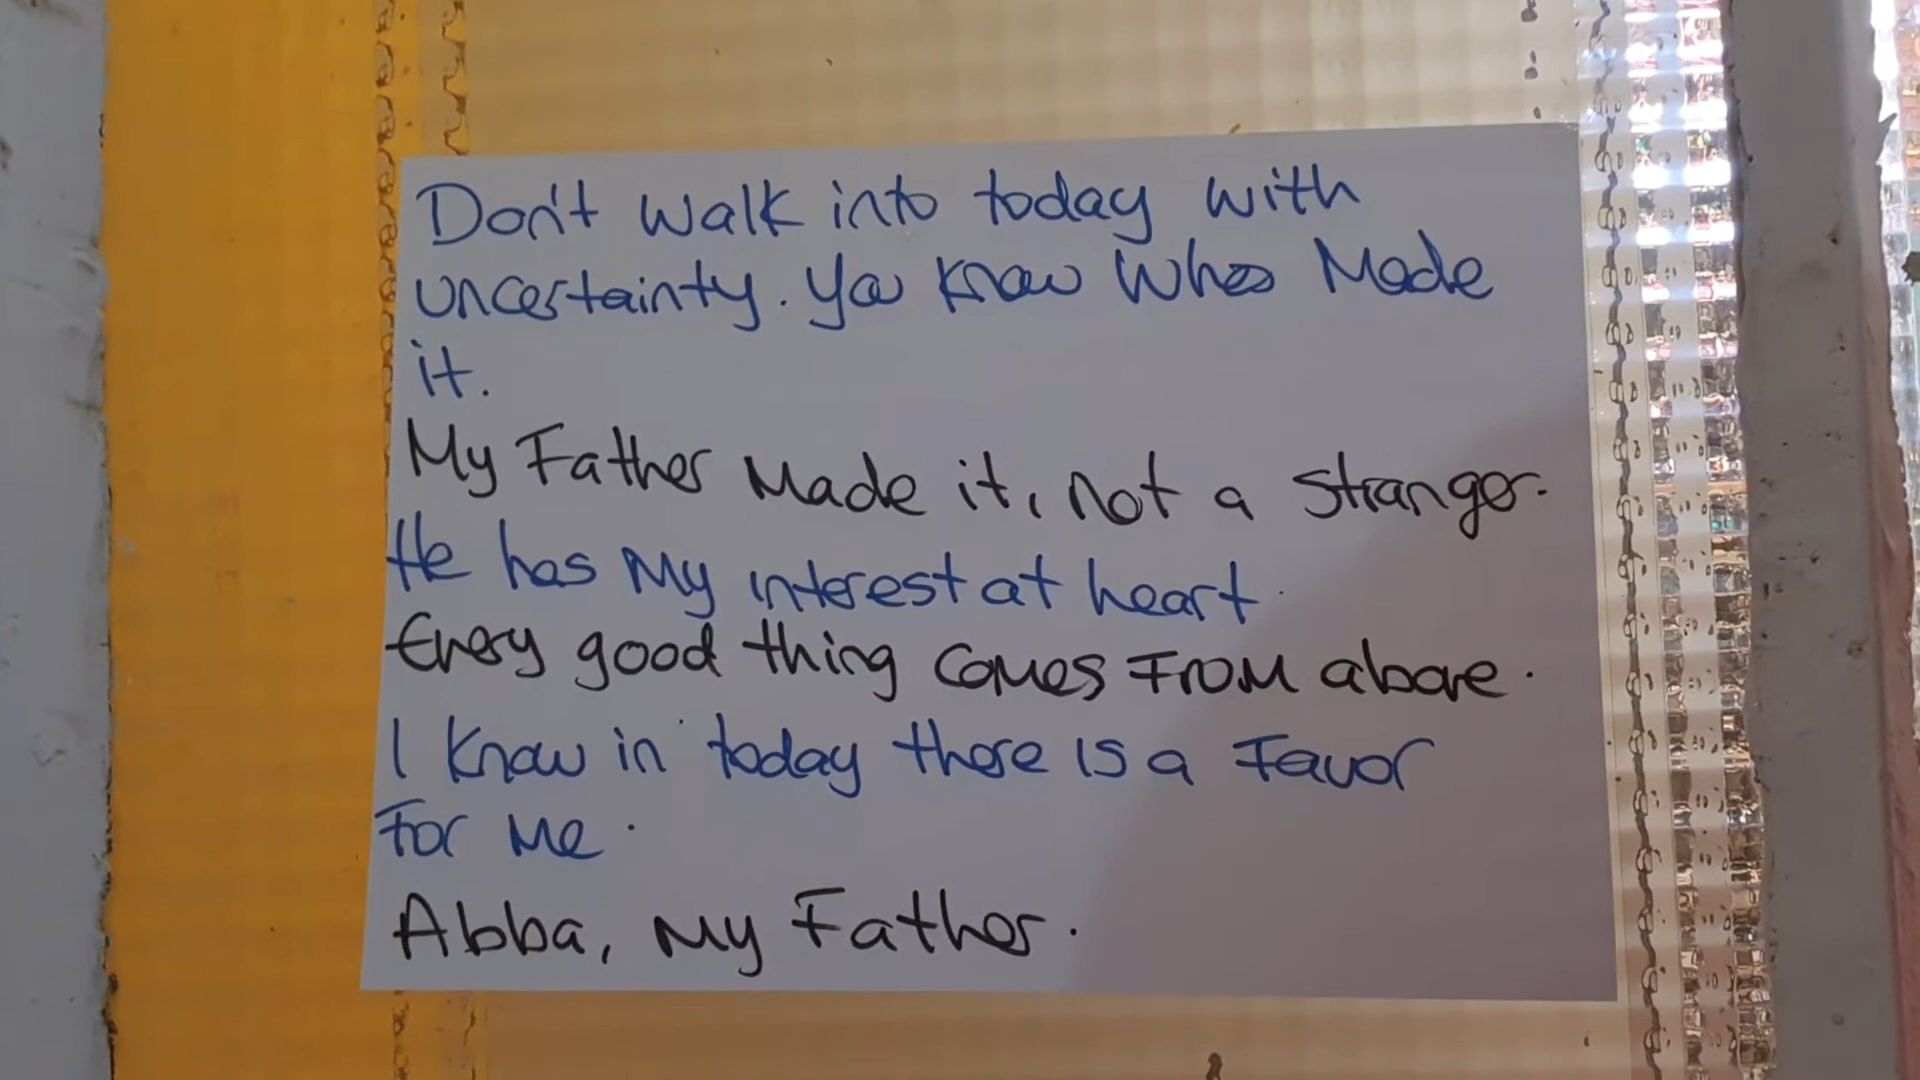 Don't walk into today with
uncertainty. You know Who Made
it.
My Father Made it, not a stranger.
He has My interest at heart.
Every good thing comes From above.
I know in today there is a Favor
For Me.
Abba, My Father.